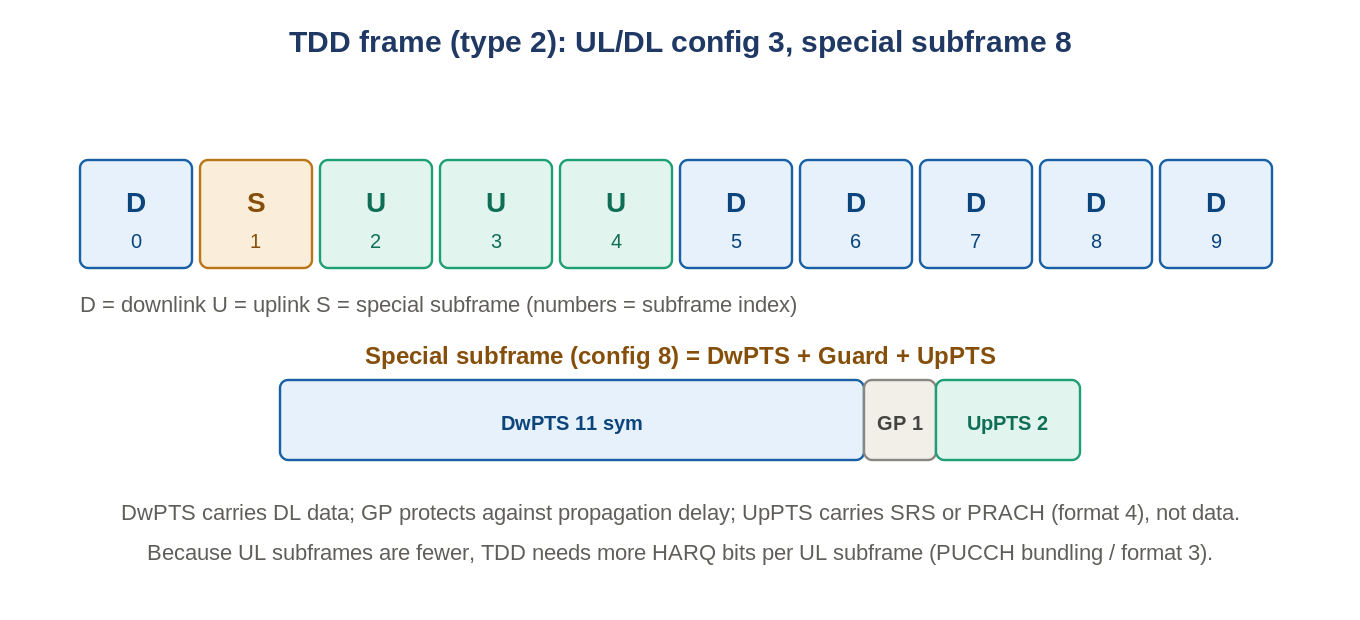 TDD frame (type 2): UL/DL config 3, special subframe 8
D S U U U D D D D D
0 1 2 3 4 5 6 7 8 9
D = downlink U = uplink S = special subframe (numbers = subframe index)
Special subframe (config 8) = DwPTS + Guard + UpPTS
DwPTS 11 sym GP 1 UpPTS 2
DwPTS carries DL data; GP protects against propagation delay; UpPTS carries SRS or PRACH (format 4), not data.
Because UL subframes are fewer, TDD needs more HARQ bits per UL subframe (PUCCH bundling / format 3).